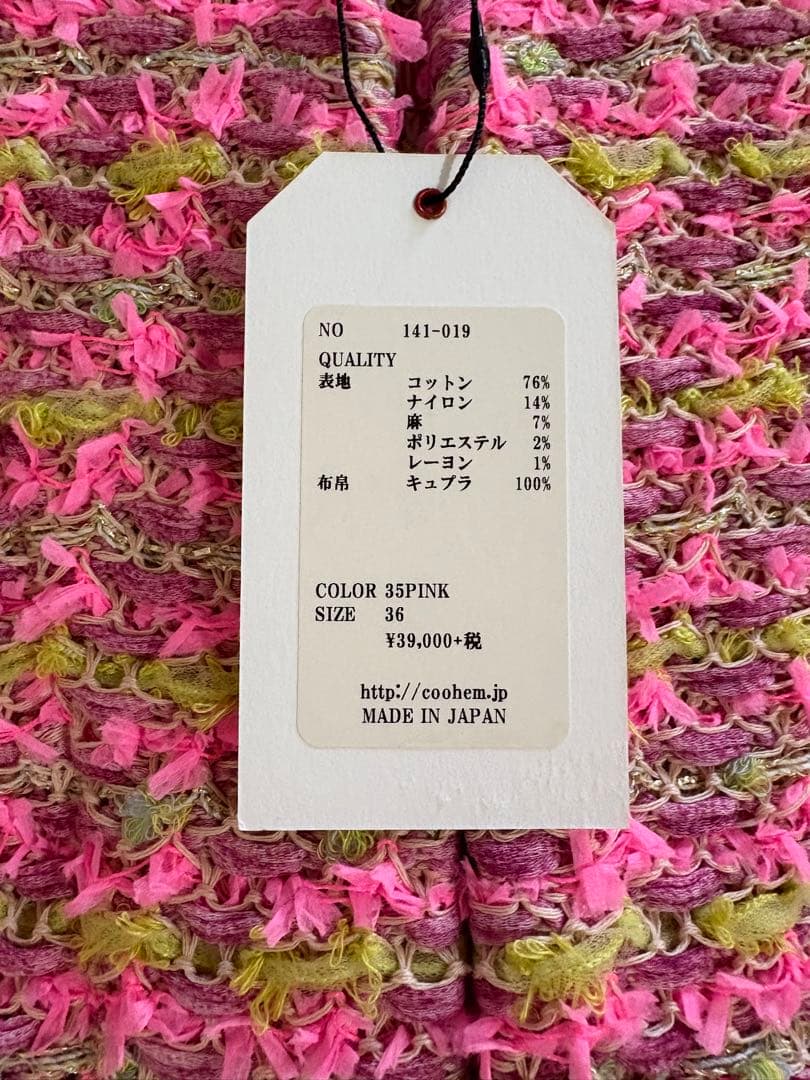 NO 141-019
QUALITY
表地 コットン 76%
ナイロン 14%
麻 7%
ポリエステル 2%
レーヨン 1%
布帛 キュプラ 100%
COLOR 35PINK
SIZE 36
¥39,000+税
http://coohem.jp
MADE IN JAPAN